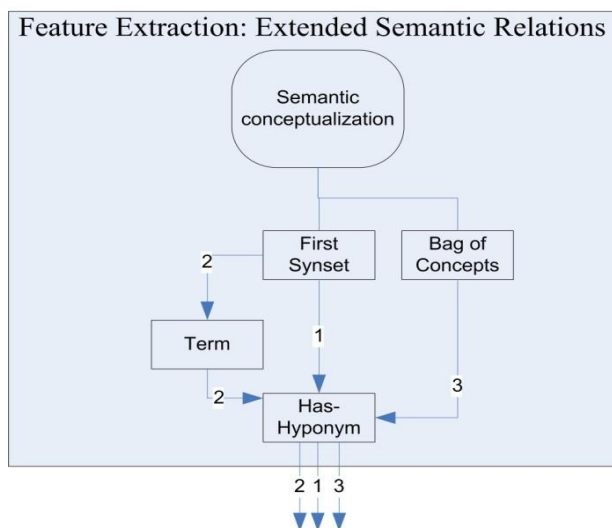 Feature Extraction: Extended Semantic Relations
Semantic
conceptualization
First
Synset
Bag of
Concepts
2
Term
1
2
3
Has-
Hyponym
2 1 3